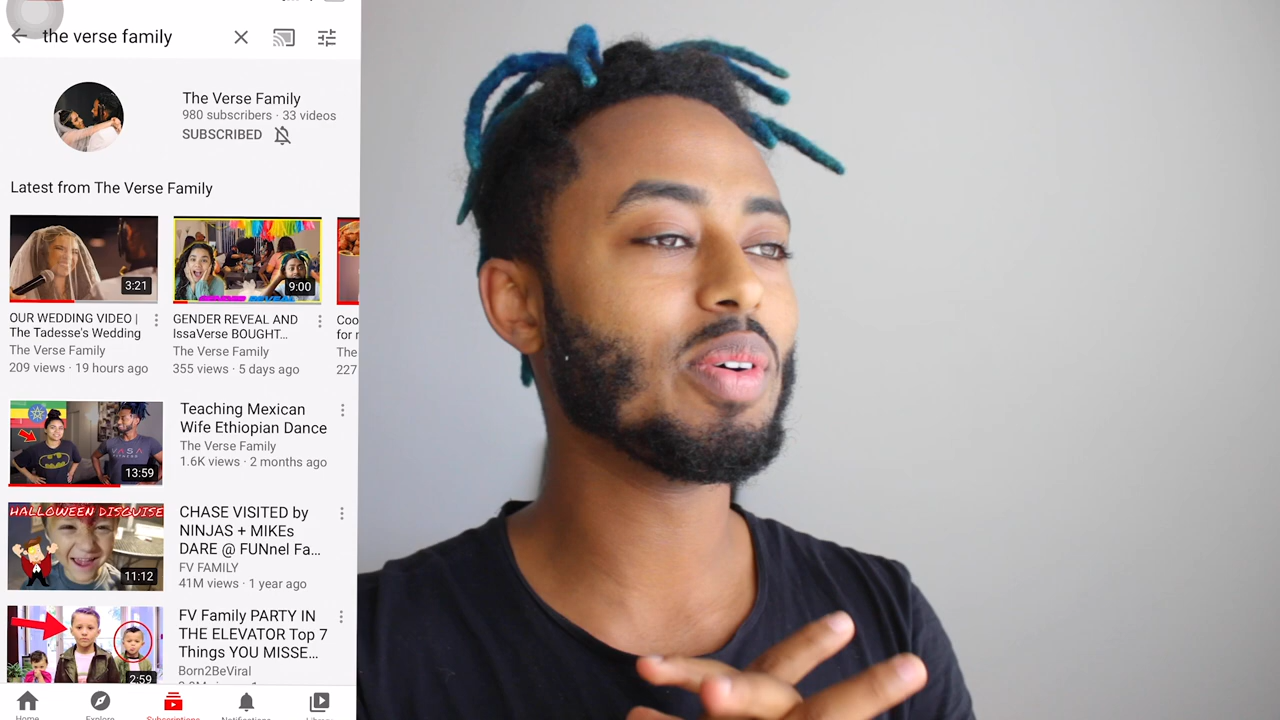 the verse family
The Verse Family
980 subscribers · 33 videos
SUBSCRIBED
Latest from The Verse Family
3:21
9:00
OUR WEDDING VIDEO |
The Tadesse's Wedding
The Verse Family
209 views · 19 hours ago
GENDER REVEAL AND
IssaVerse BOUGHT...
The Verse Family
355 views · 5 days ago
Coo
for r
The
227
13:59
Teaching Mexican
Wife Ethiopian Dance
The Verse Family
1.6K views · 2 months ago
HALLOWEEN DISGUISE
11:12
CHASE VISITED by
NINJAS + MIKEs
DARE @ FUNnel Fa...
FV FAMILY
41M views · 1 year ago
2:59
FV Family PARTY IN
THE ELEVATOR Top 7
Things YOU MISSE...
Born2BeViral
Home
Explore
Subscriptions
Notifications
Library